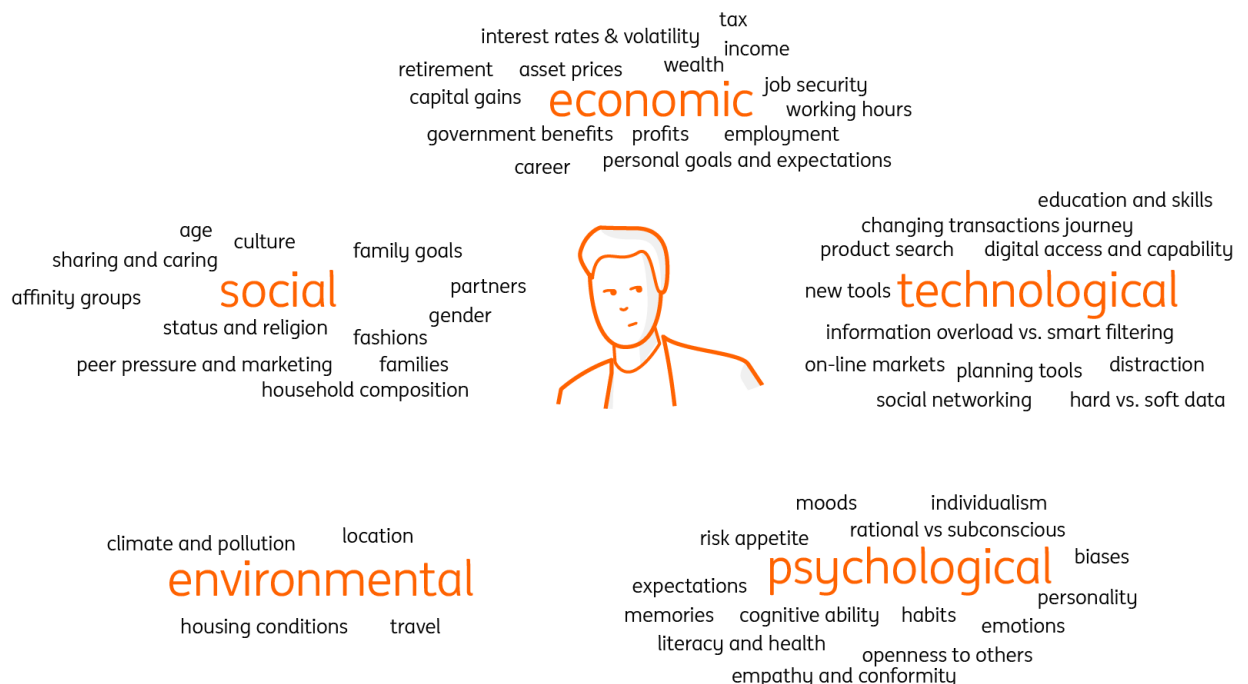 tax
interest rates & volatility
income
retirement
asset prices
wealth
job security
capital gains
economic
working hours
government benefits
profits
employment
career
personal goals and expectations
age
culture
family goals
sharing and caring
social
partners
affinity groups
gender
status and religion
fashions
peer pressure and marketing
families
household composition
education and skills
changing transactions journey
product search
digital access and capability
new tools
technological
information overload vs. smart filtering
on-line markets
planning tools
distraction
social networking
hard vs. soft data
climate and pollution
location
environmental
housing conditions
travel
moods
individualism
risk appetite
rational vs subconscious
psychological
biases
expectations
personality
memories
cognitive ability
habits
emotions
literacy and health
openness to others
empathy and conformity